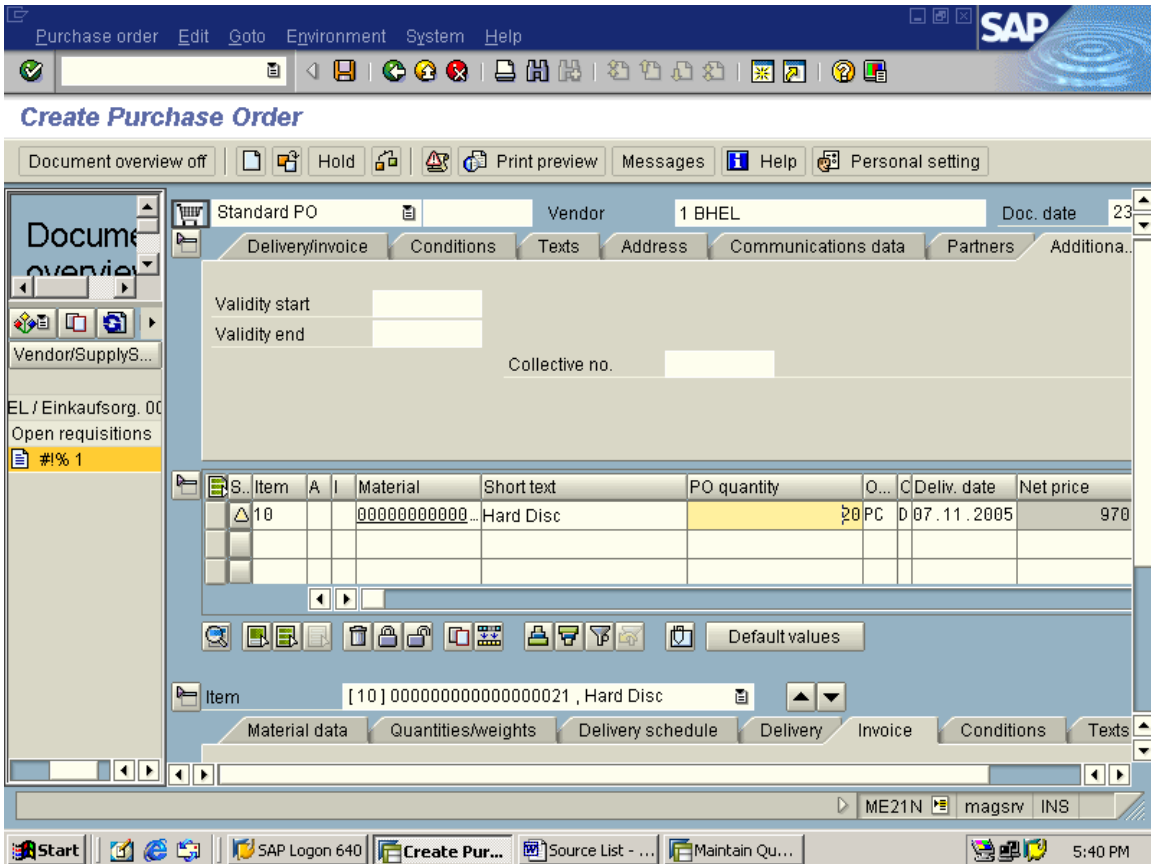 Purchase order Edit Goto Environment System Help
SAP
Create Purchase Order
Document overview off Hold Print preview Messages Help Personal setting
Docume
overview
Standard PO Vendor 1 BHEL Doc. date 23
Delivery/invoice Conditions Texts Address Communications data Partners Additiona..
Validity start
Validity end
Collective no.
Vendor/SupplyS...
EL / Einkaufsorg. 00
Open requisitions
#!% 1
S.. Item A I Material Short text PO quantity O... C Deliv. date Net price
10 00000000000... Hard Disc 20 PC D 07.11.2005 970
Default values
Item [ 10 ] 000000000000000021 , Hard Disc
Material data Quantities/weights Delivery schedule Delivery Invoice Conditions Texts
ME21N magsrv INS
Start SAP Logon 640 Create Pur... Source List - ... Maintain Qu... 5:40 PM